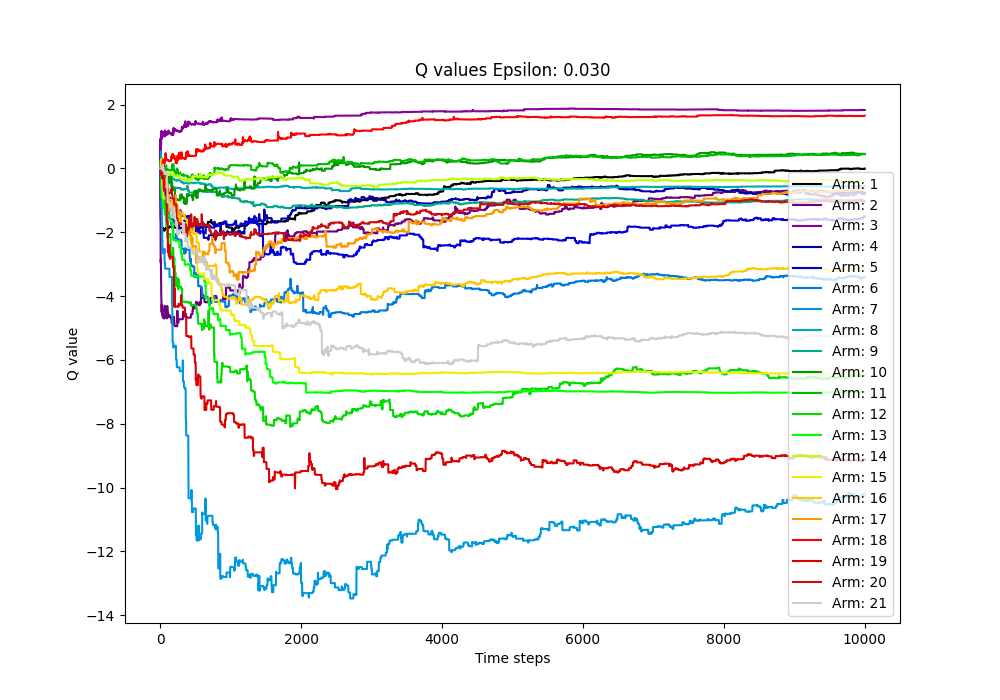 Q values Epsilon: 0.030
Q value
2
0
−2
−4
−6
−8
−10
−12
−14
Arm: 1
Arm: 2
Arm: 3
Arm: 4
Arm: 5
Arm: 6
Arm: 7
Arm: 8
Arm: 9
Arm: 10
Arm: 11
Arm: 12
Arm: 13
Arm: 14
Arm: 15
Arm: 16
Arm: 17
Arm: 18
Arm: 19
Arm: 20
Arm: 21
0 2000 4000 6000 8000 10000
Time steps